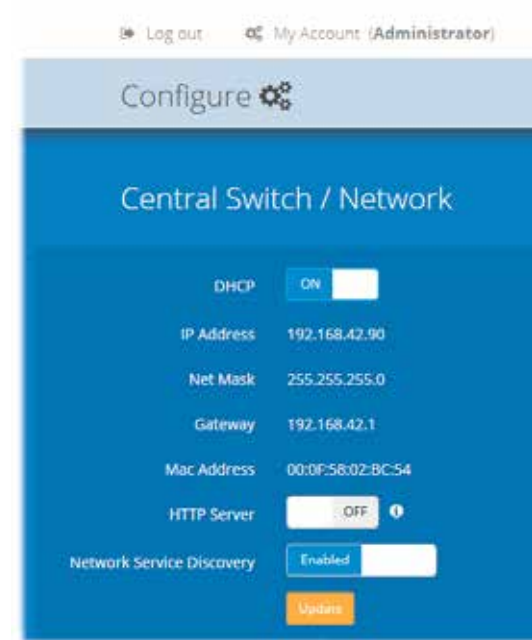 Log out My Account (Administrator)
Configure
Central Switch / Network
DHCP ON
IP Address 192.168.42.90
Net Mask 255.255.255.0
Gateway 192.168.42.1
Mac Address 00:0F:58:02:BC:54
HTTP Server OFF
Network Service Discovery Enabled
Update